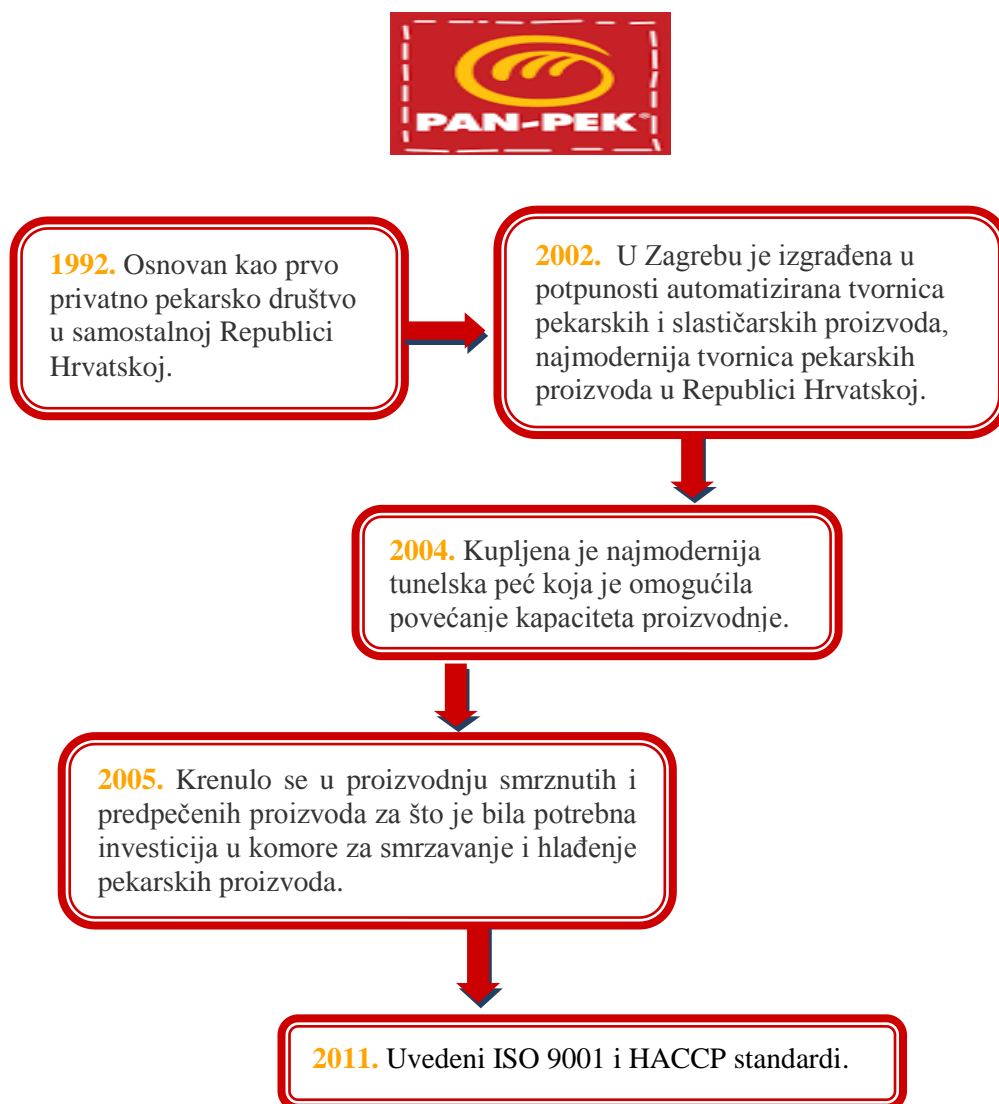 PAN-PEK®
1992. Osnovan kao prvo
privatno pekarsko društvo
u samostalnoj Republici
Hrvatskoj.
2002. U Zagrebu je izgrađena u
potpunosti automatizirana tvornica
pekarskih i slastičarskih proizvoda,
najmodernija tvornica pekarskih
proizvoda u Republici Hrvatskoj.
2004. Kupljena je najmodernija
tunelska peć koja je omogućila
povećanje kapaciteta proizvodnje.
2005. Krenulo se u proizvodnju smrznutih i
predpečenih proizvoda za što je bila potrebna
investicija u komore za smrzavanje i hlađenje
pekarskih proizvoda.
2011. Uvedeni ISO 9001 i HACCP standardi.